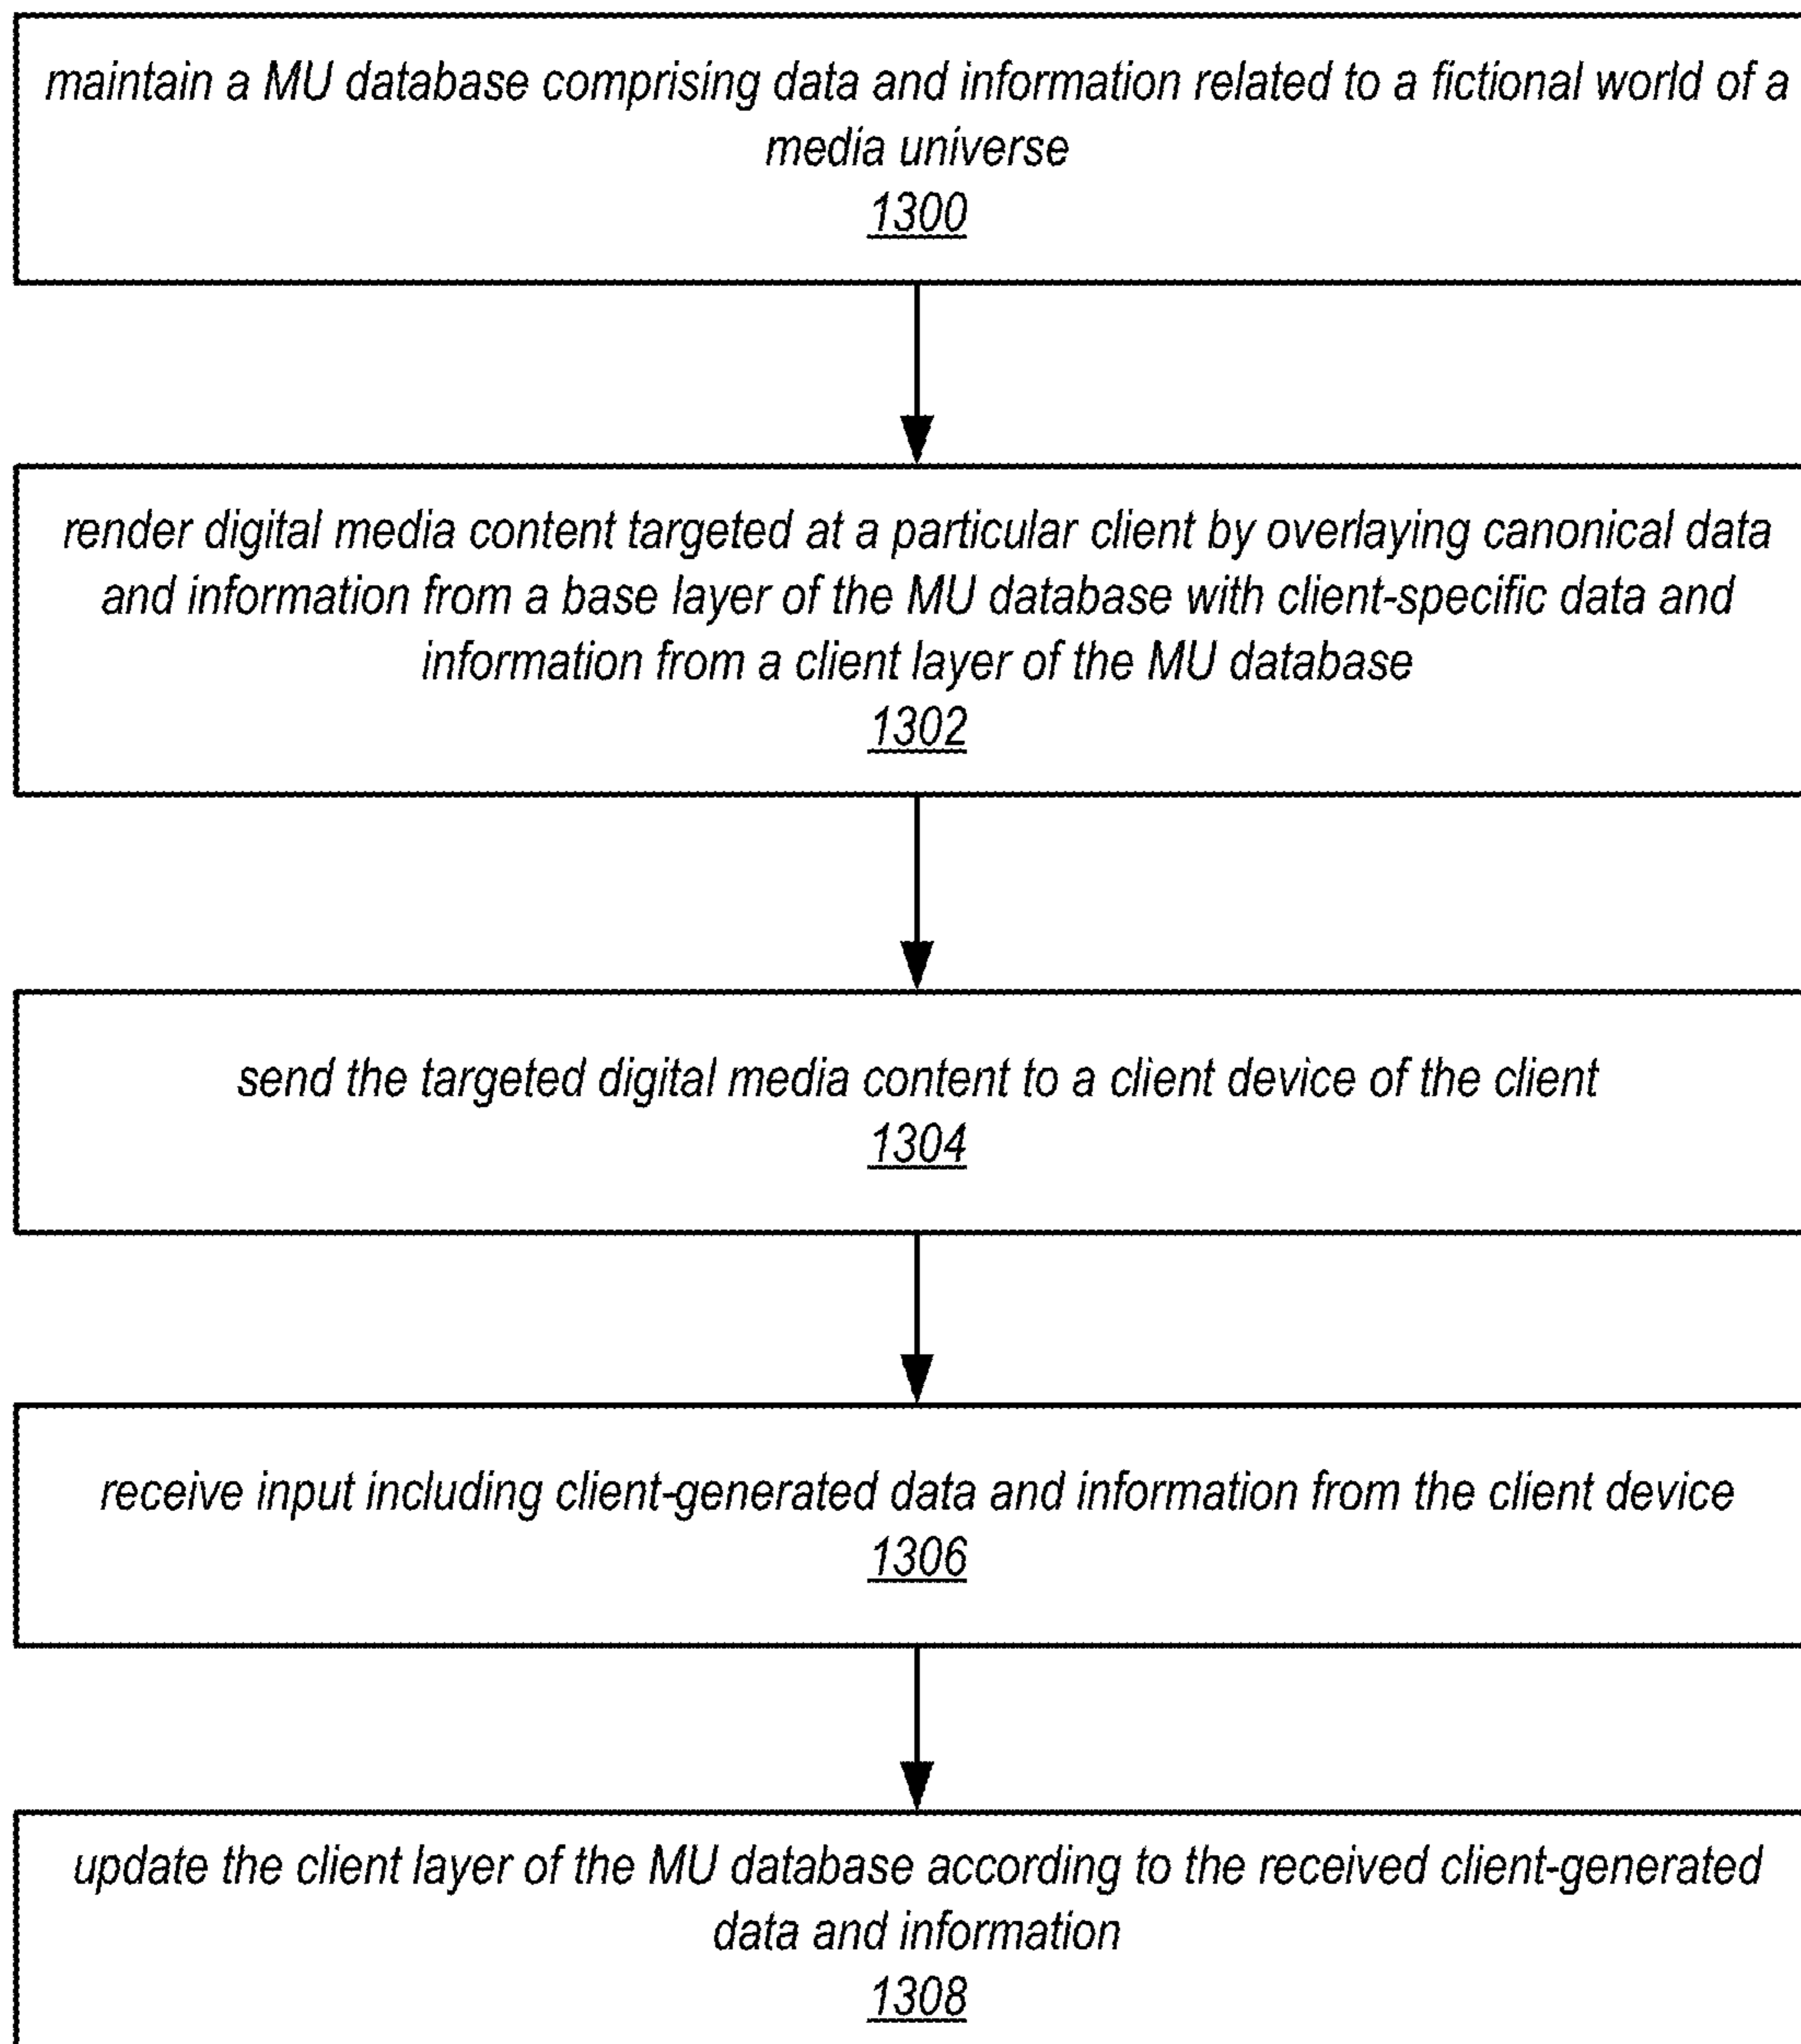 maintain a MU database comprising data and information related to a fictional world of a
media universe
1300
render digital media content targeted at a particular client by overlaying canonical data
and information from a base layer of the MU database with client-specific data and
information from a client layer of the MU database
1302
send the targeted digital media content to a client device of the client
1304
receive input including client-generated data and information from the client device
1306
update the client layer of the MU database according to the received client-generated
data and information
1308